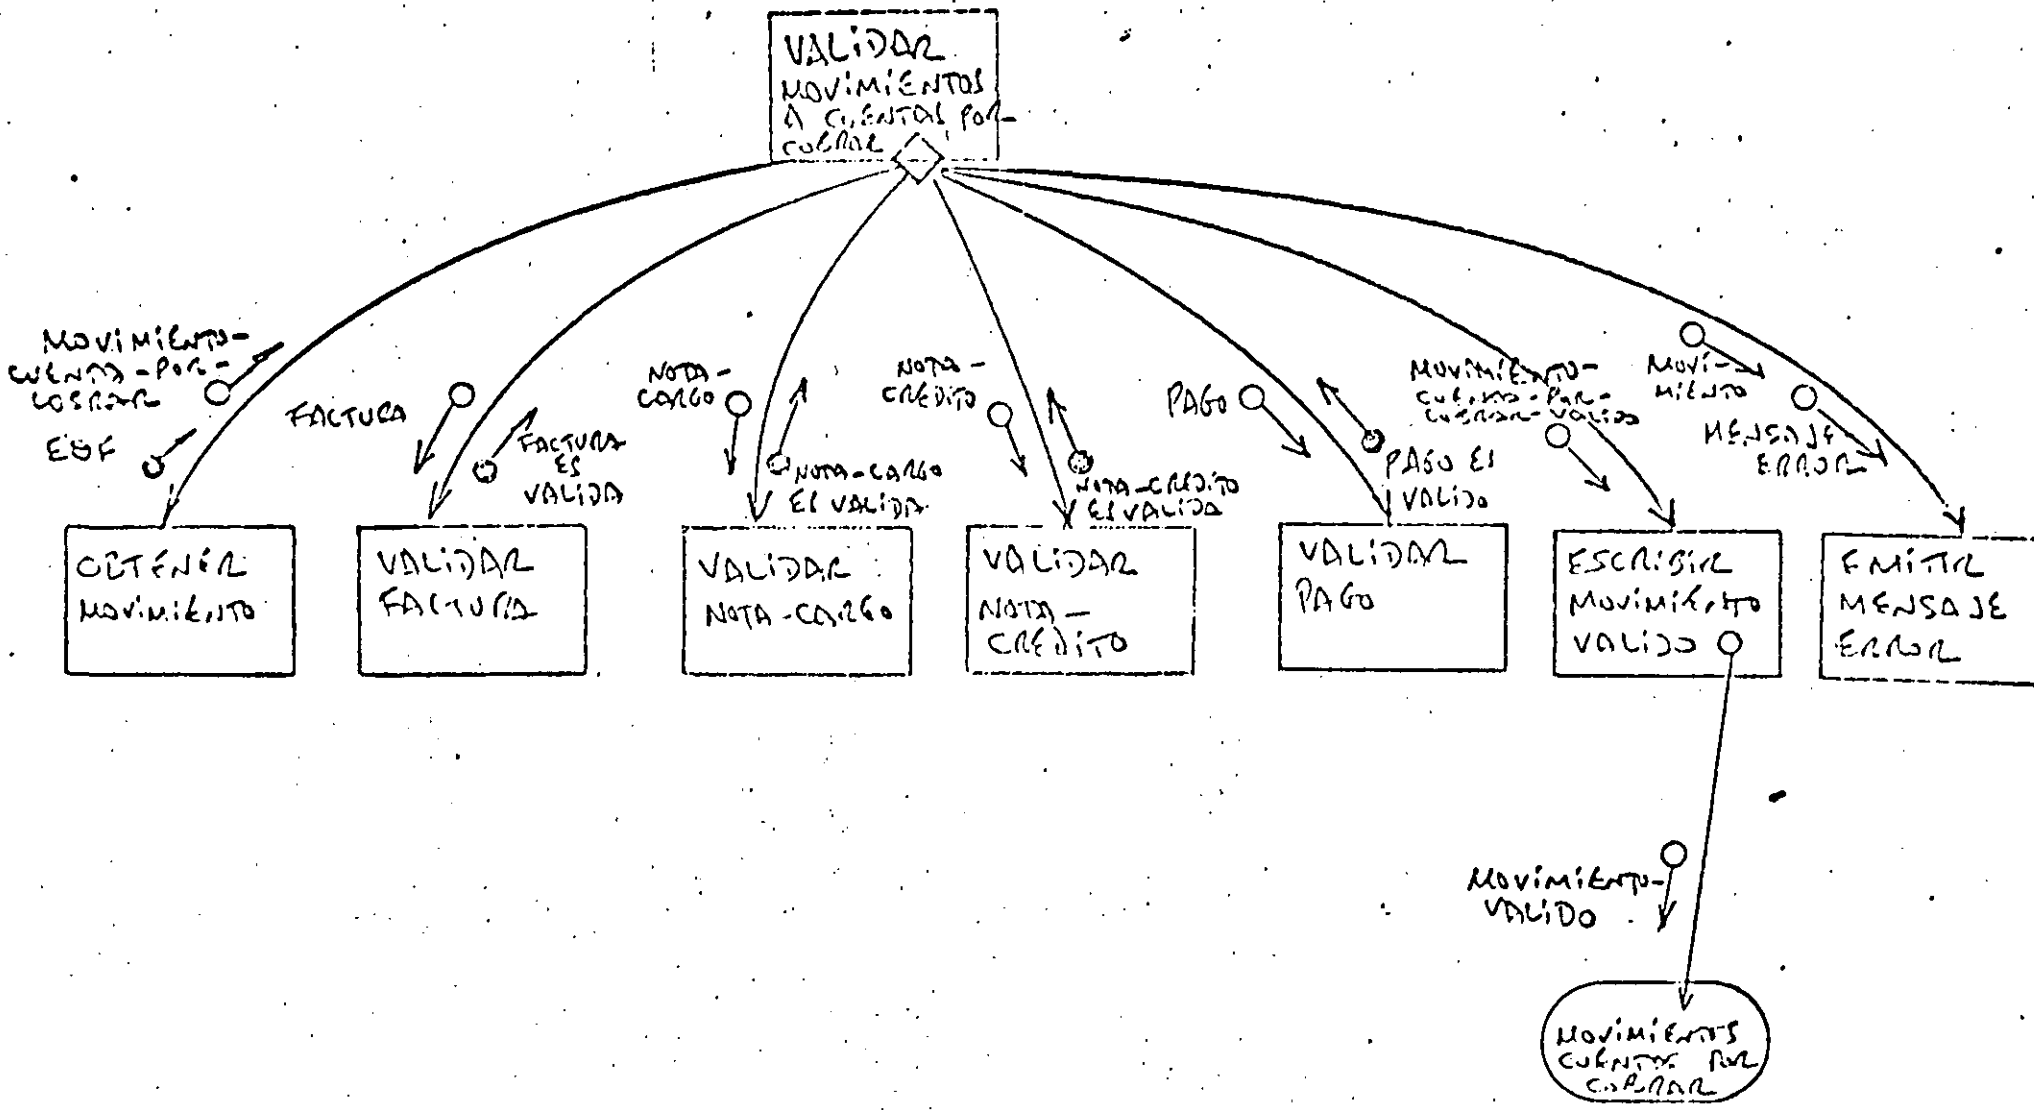 VALIDAR
MOVIMIENTOS
A CUENTAS POR-
COBRAR
MOVIMIENTO-
CUENTA-POR-
COBRAR
EOF
FACTURA
FACTURA
ES
VALIDA
NOTA-
CARGO
NOTA-CARGO
ES VALIDA
NOTA-
CREDITO
NOTA-CREDITO
ES VALIDA
PAGO
PAGO ES
VALIDO
MOVIMIENTO-
CUENTA-POR-
COBRAR-VALIDO
MOVI-
MIENTO
MENSAJE-
ERROR
OBTENER
MOVIMIENTO
VALIDAR
FACTURA
VALIDAR
NOTA-CARGO
VALIDAR
NOTA-
CREDITO
VALIDAR
PAGO
ESCRIBIR
MOVIMIENTO
VALIDO
EMITIR
MENSAJE
ERROR
MOVIMIENTO-
VALIDO
MOVIMIENTOS
CUENTAS POR
COBRAR